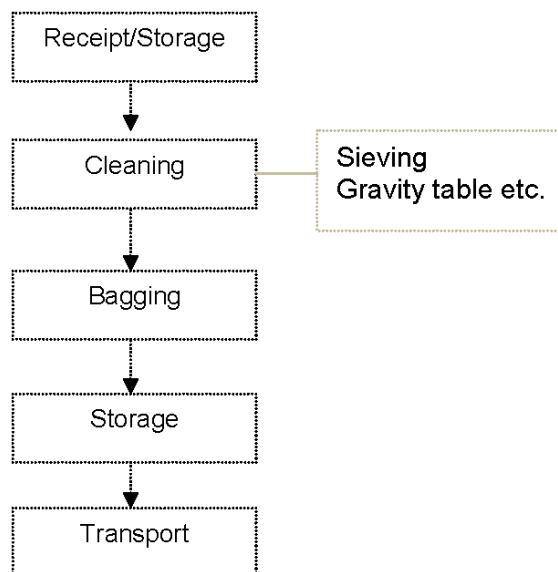 Receipt/Storage
Cleaning
Sieving
Gravity table etc.
Bagging
Storage
Transport